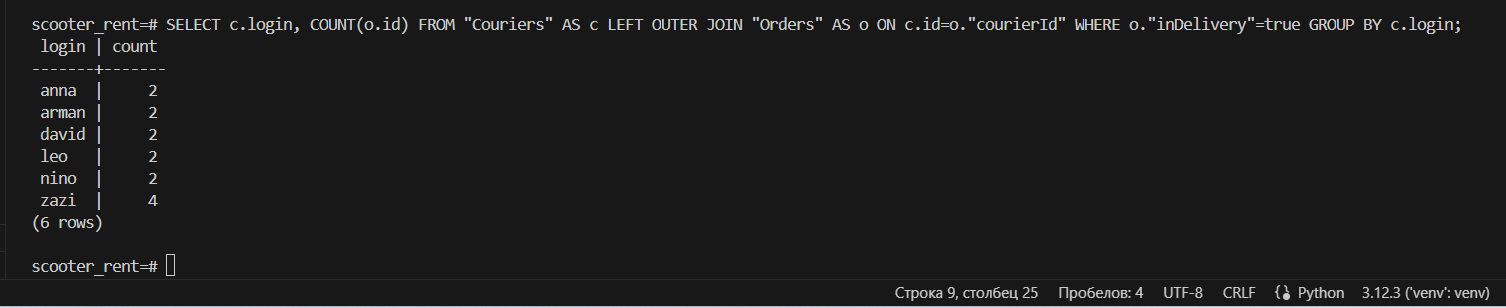 scooter_rent=# SELECT c.login, COUNT(o.id) FROM "Couriers" AS c LEFT OUTER JOIN "Orders" AS o ON c.id=o."courierId" WHERE o."inDelivery"=true GROUP BY c.login;
 login | count
-------+-------
 anna  |     2
 arman |     2
 david |     2
 leo   |     2
 nino  |     2
 zazi  |     4
(6 rows)

scooter_rent=#
Строка 9, столбец 25 Пробелов: 4 UTF-8 CRLF Python 3.12.3 ('venv': venv)